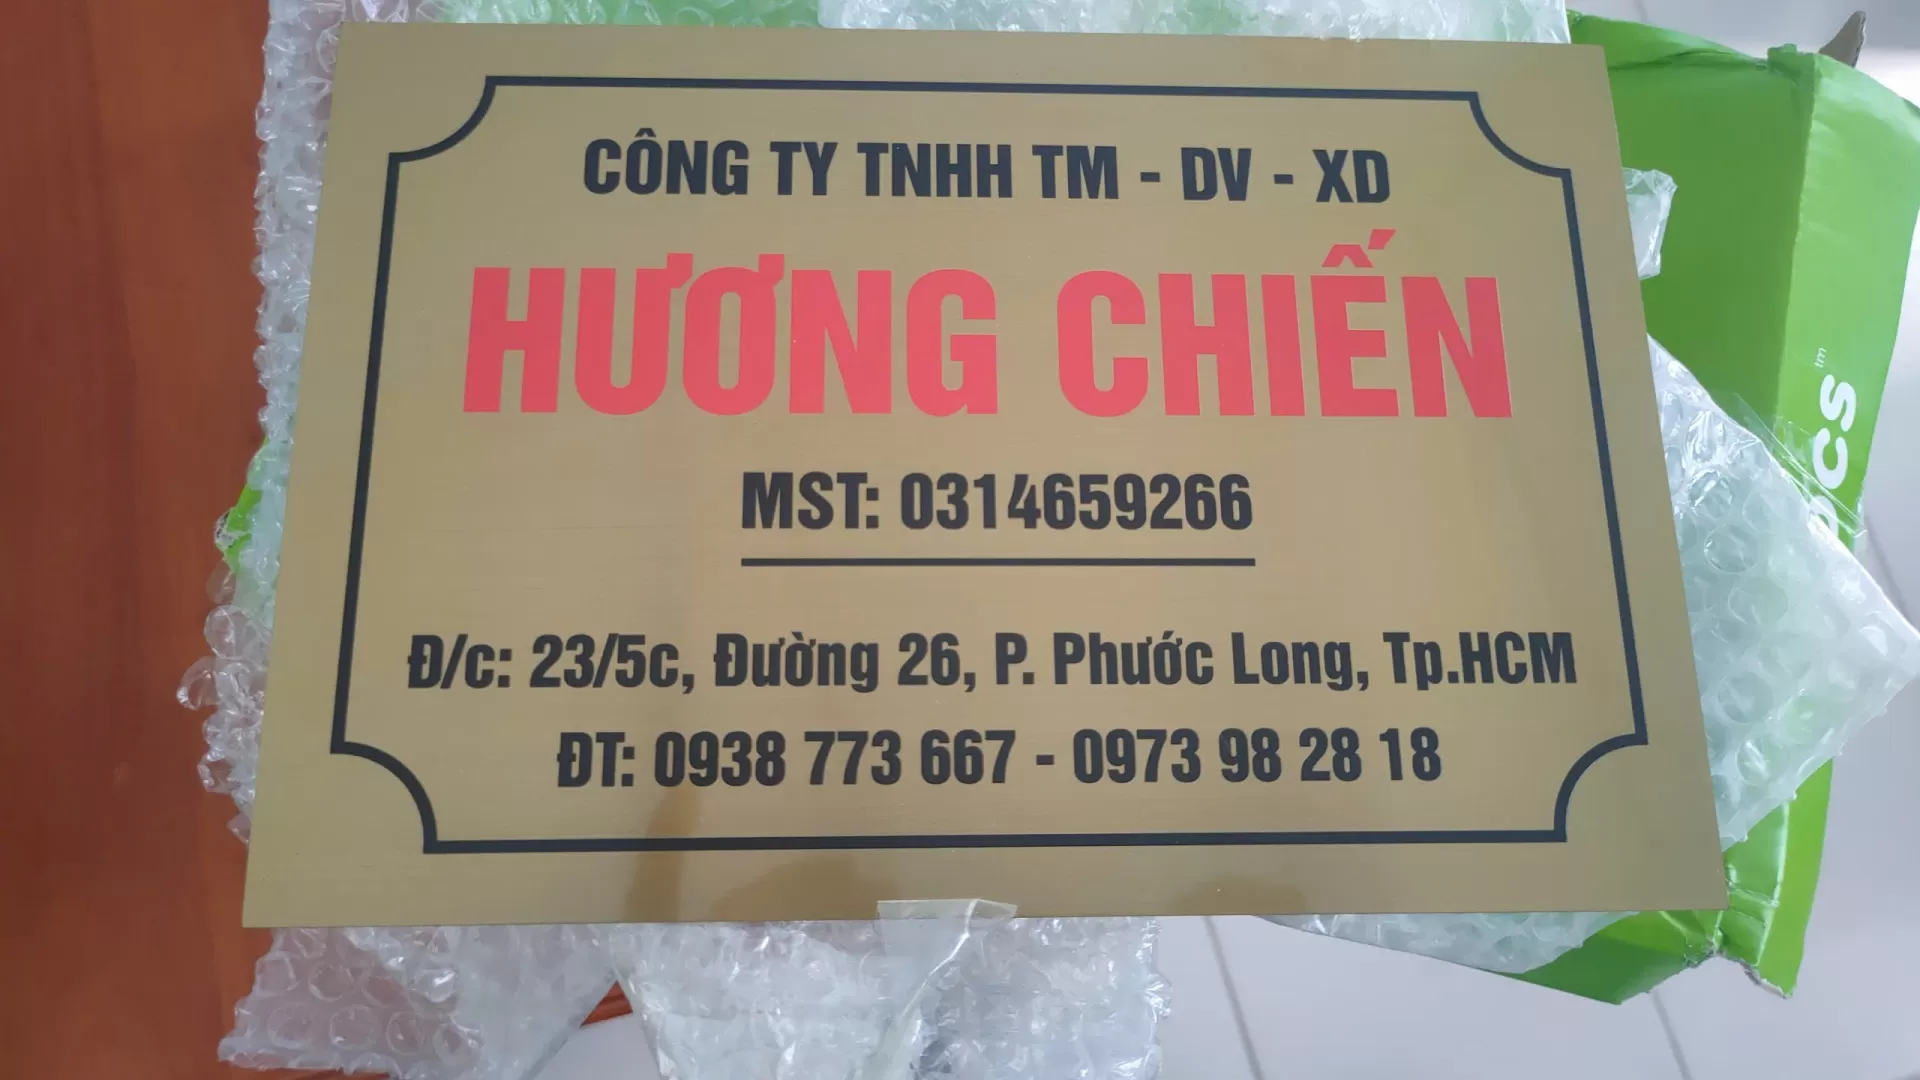 CÔNG TY TNHH TM - DV - XD
HƯƠNG CHIẾN
MST: 0314659266
Đ/c: 23/5c, Đường 26, P. Phước Long, Tp.HCM
ĐT: 0938 773 667 - 0973 98 28 18